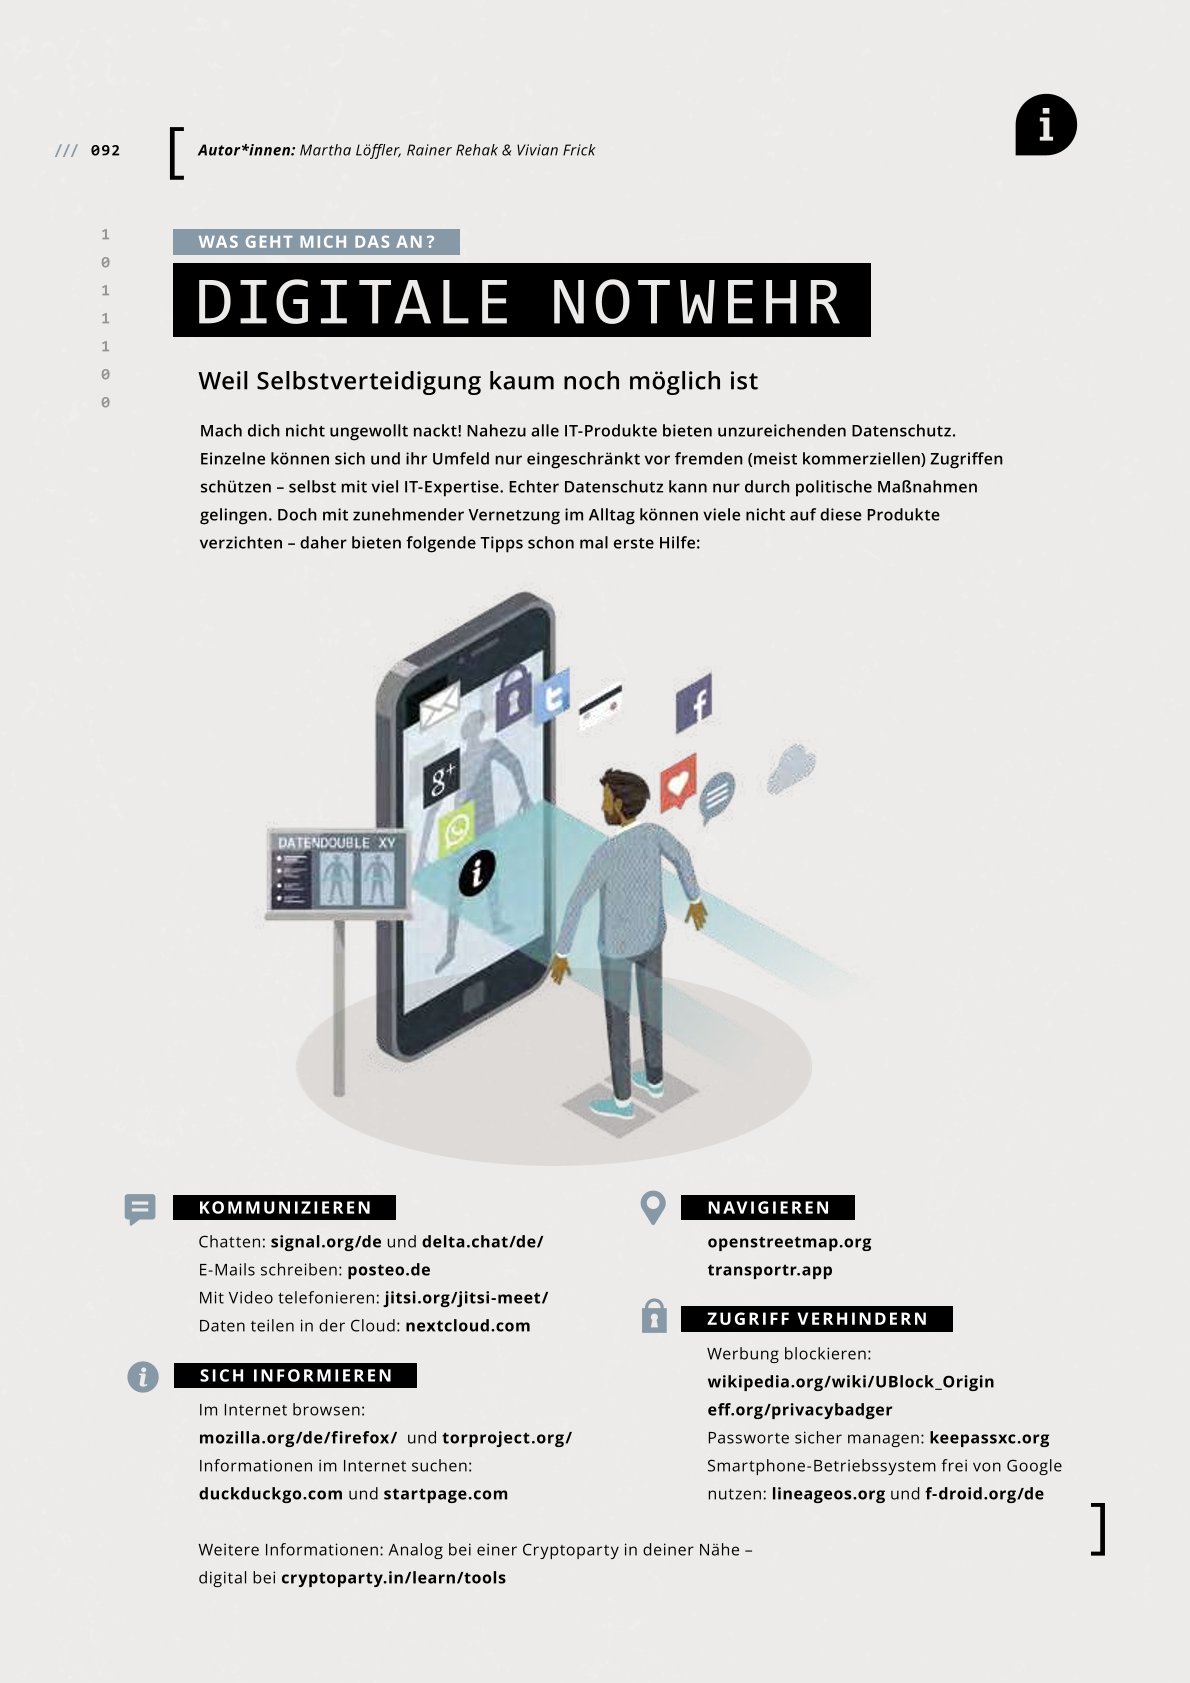 /// 092
Autor*innen: Martha Löffler, Rainer Rehak & Vivian Frick
i
1
0
1
1
1
0
0
WAS GEHT MICH DAS AN?
DIGITALE NOTWEHR
Weil Selbstverteidigung kaum noch möglich ist
Mach dich nicht ungewollt nackt! Nahezu alle IT-Produkte bieten unzureichenden Datenschutz.
Einzelne können sich und ihr Umfeld nur eingeschränkt vor fremden (meist kommerziellen) Zugriffen
schützen – selbst mit viel IT-Expertise. Echter Datenschutz kann nur durch politische Maßnahmen
gelingen. Doch mit zunehmender Vernetzung im Alltag können viele nicht auf diese Produkte
verzichten – daher bieten folgende Tipps schon mal erste Hilfe:
t
f
g+
DATENDOUBLE XY
i
KOMMUNIZIEREN
Chatten: signal.org/de und delta.chat/de/
E-Mails schreiben: posteo.de
Mit Video telefonieren: jitsi.org/jitsi-meet/
Daten teilen in der Cloud: nextcloud.com
i
SICH INFORMIEREN
Im Internet browsen:
mozilla.org/de/firefox/ und torproject.org/
Informationen im Internet suchen:
duckduckgo.com und startpage.com
NAVIGIEREN
openstreetmap.org
transportr.app
ZUGRIFF VERHINDERN
Werbung blockieren:
wikipedia.org/wiki/UBlock_Origin
eff.org/privacybadger
Passworte sicher managen: keepassxc.org
Smartphone-Betriebssystem frei von Google
nutzen: lineageos.org und f-droid.org/de
Weitere Informationen: Analog bei einer Cryptoparty in deiner Nähe –
digital bei cryptoparty.in/learn/tools